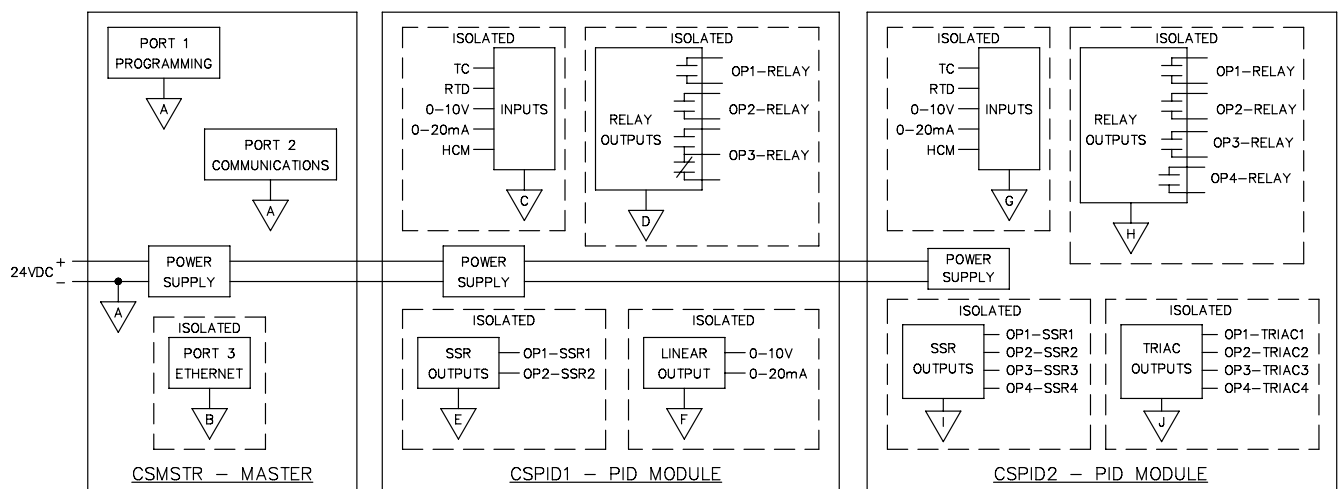 PORT 1
PROGRAMMING
A
PORT 2
COMMUNICATIONS
A
24VDC
+
–
A
POWER
SUPPLY
ISOLATED
PORT 3
ETHERNET
B
CSMSTR – MASTER
ISOLATED
TC
RTD
0–10V
0–20mA
HCM
INPUTS
C
ISOLATED
RELAY
OUTPUTS
OP1–RELAY
OP2–RELAY
OP3–RELAY
D
POWER
SUPPLY
ISOLATED
SSR
OUTPUTS
OP1–SSR1
OP2–SSR2
E
ISOLATED
LINEAR
OUTPUT
0–10V
0–20mA
F
CSPID1 – PID MODULE
ISOLATED
TC
RTD
0–10V
0–20mA
HCM
INPUTS
G
ISOLATED
RELAY
OUTPUTS
OP1–RELAY
OP2–RELAY
OP3–RELAY
OP4–RELAY
H
POWER
SUPPLY
ISOLATED
SSR
OUTPUTS
OP1–SSR1
OP2–SSR2
OP3–SSR3
OP4–SSR4
I
ISOLATED
TRIAC
OUTPUTS
OP1–TRIAC1
OP2–TRIAC2
OP3–TRIAC3
OP4–TRIAC4
J
CSPID2 – PID MODULE